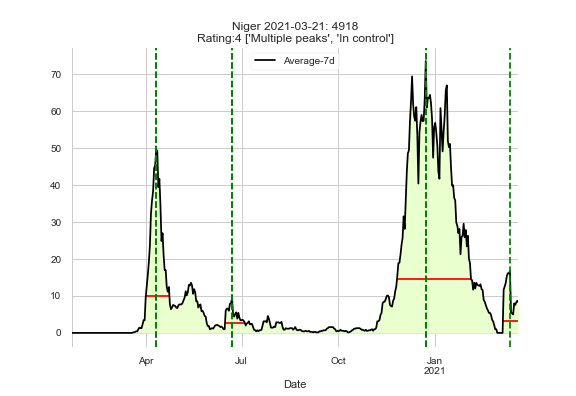 Niger 2021-03-21: 4918
Rating:4 ['Multiple peaks', 'In control']
Average-7d
70
60
50
40
30
20
10
0
Apr
Jul
Oct
Jan
2021
Date